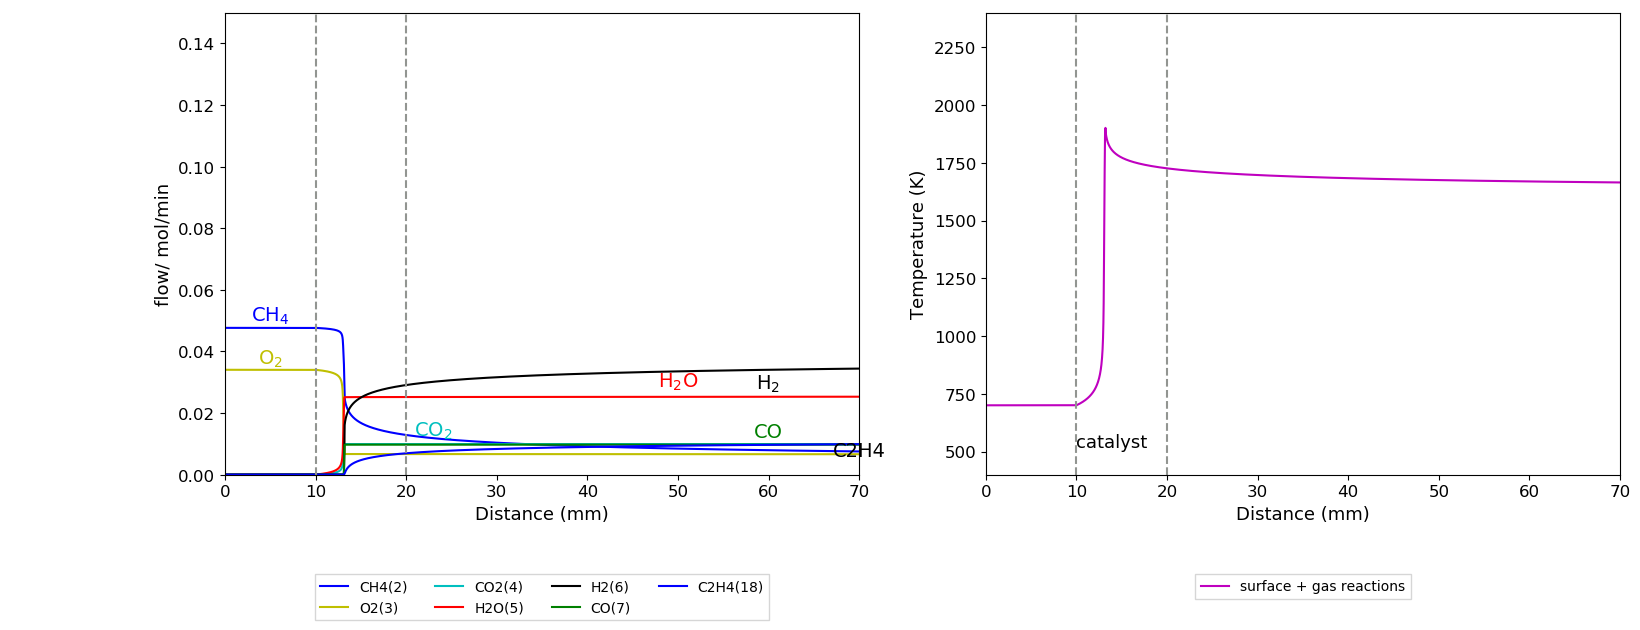 0.14
0.12
0.10
0.08
0.06
0.04
0.02
0.00
flow/ mol/min
CH4
O2
H2O
H2
CO2
CO
C2H4
0 10 20 30 40 50 60 70
Distance (mm)
CH4(2) CO2(4) H2(6) C2H4(18)
O2(3) H2O(5) CO(7)
2250
2000
1750
1500
1250
1000
750
500
Temperature (K)
catalyst
0 10 20 30 40 50 60 70
Distance (mm)
surface + gas reactions